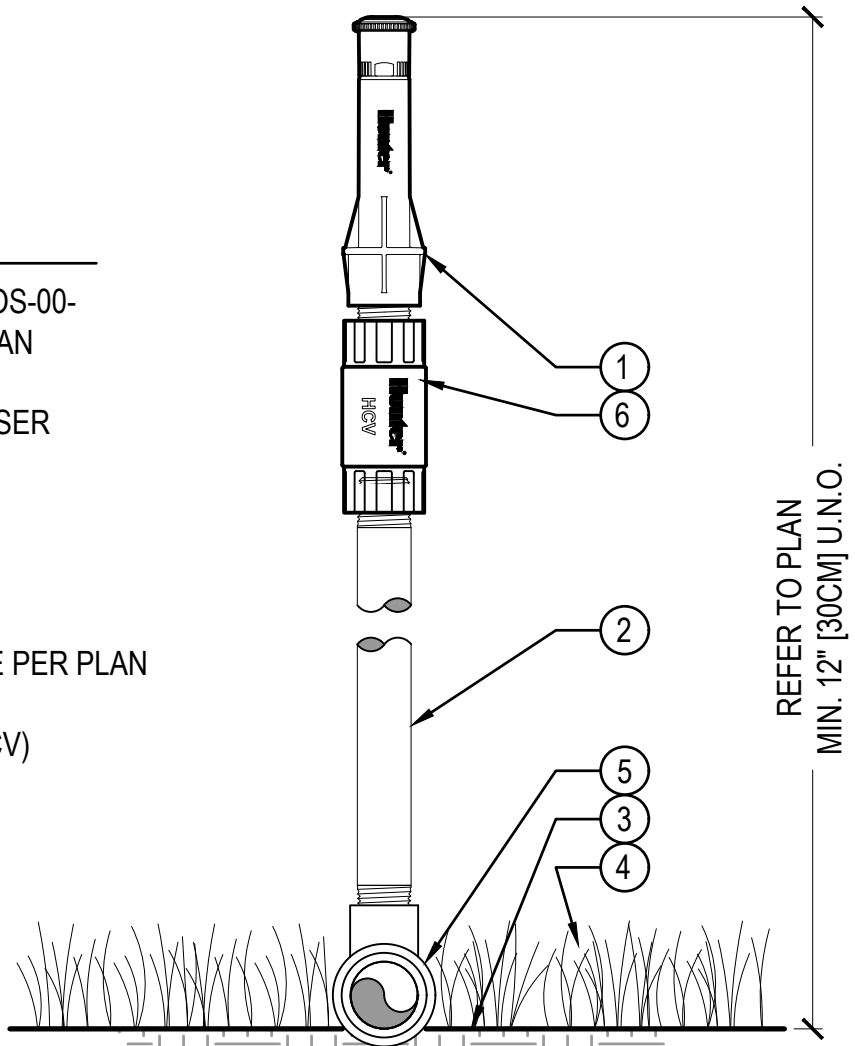 DS-00-
AN
SER
E PER PLAN
CV)
Hunter
Hunter
HCV
1
6
2
5
3
4
REFER TO PLAN
MIN. 12" [30CM] U.N.O.